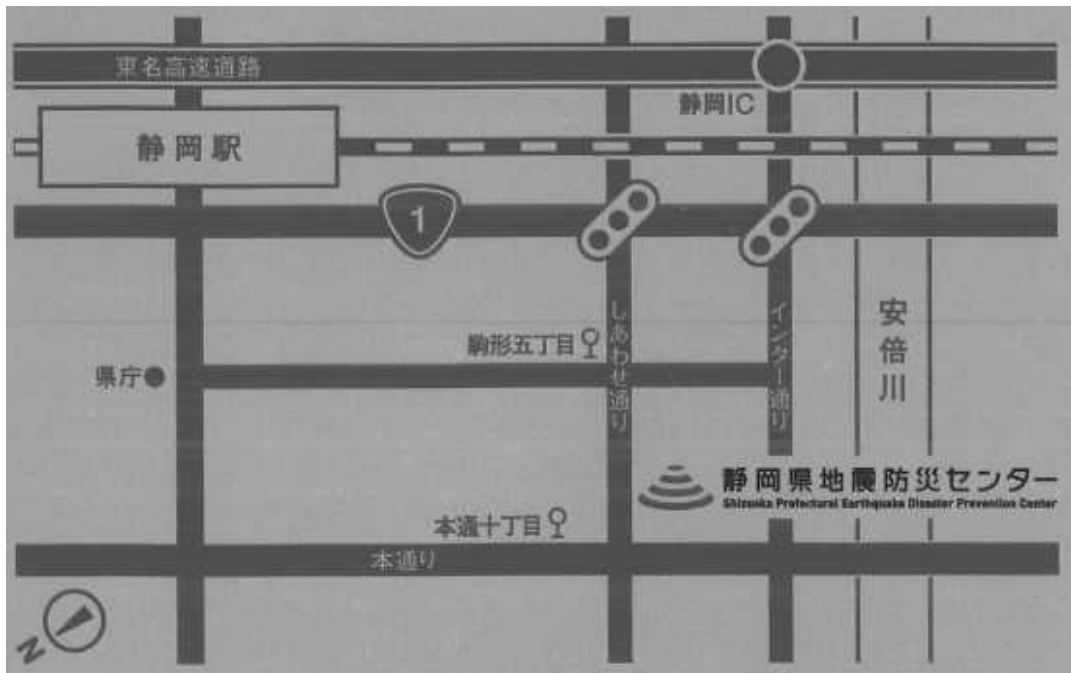 東名高速道路
静岡IC
静岡駅
1
しあわせ通り
インター通り
安倍川
駒形五丁目
県庁
静岡県地震防災センター
Shizuoka Prefectural Earthquake Disaster Prevention Center
本通十丁目
本通り
N